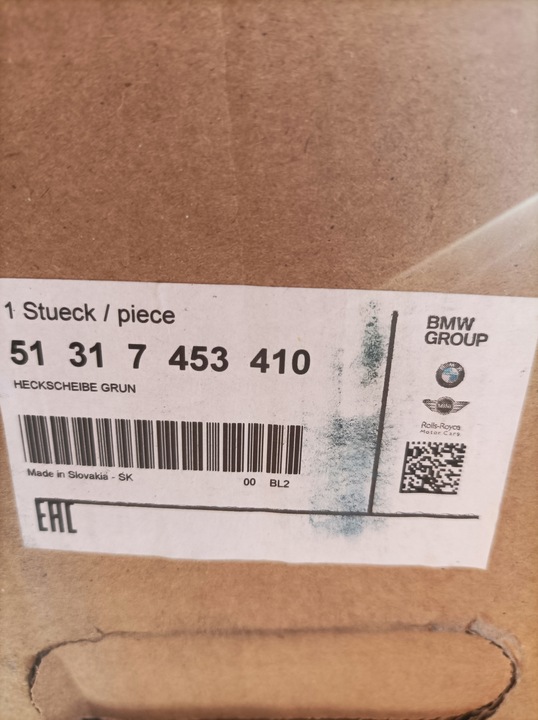 1 Stueck / piece
51 31 7 453 410
HECKSCHEIBE GRUN
Made in Slovakia - SK
00 BL2
EAC
BMW
GROUP
MINI
Rolls-Royce
Motor Cars